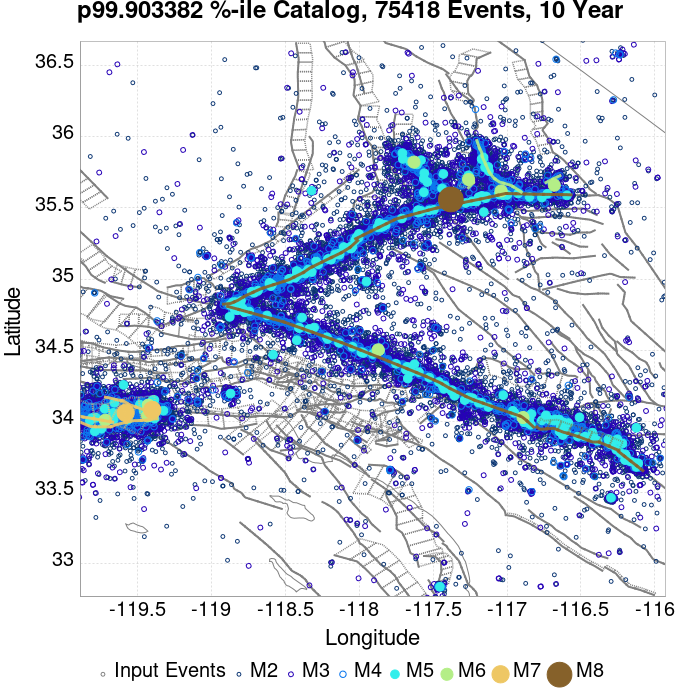 p99.903382 %-ile Catalog, 75418 Events, 10 Year
36.5
36
35.5
35
34.5
34
33.5
33
Latitude
-119.5 -119 -118.5 -118 -117.5 -117 -116.5 -116
Longitude
Input Events M2 M3 M4 M5 M6 M7 M8